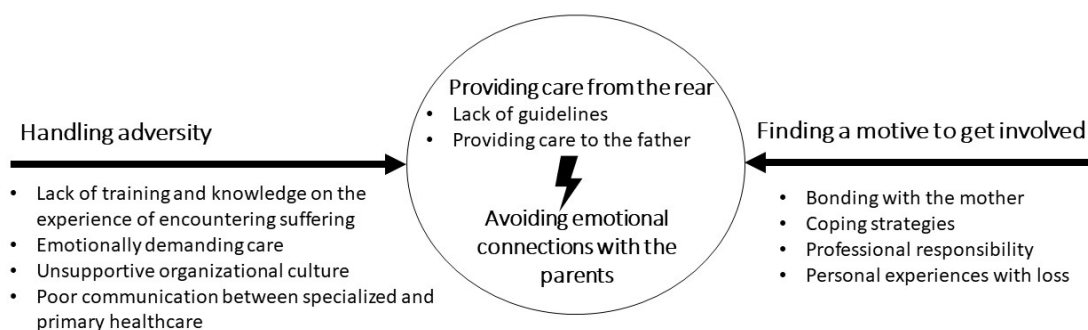 Handling adversity
• Lack of training and knowledge on the
experience of encountering suffering
• Emotionally demanding care
• Unsupportive organizational culture
• Poor communication between specialized and
primary healthcare
Providing care from the rear
• Lack of guidelines
• Providing care to the father
Avoiding emotional
connections with the
parents
Finding a motive to get involved
• Bonding with the mother
• Coping strategies
• Professional responsibility
• Personal experiences with loss